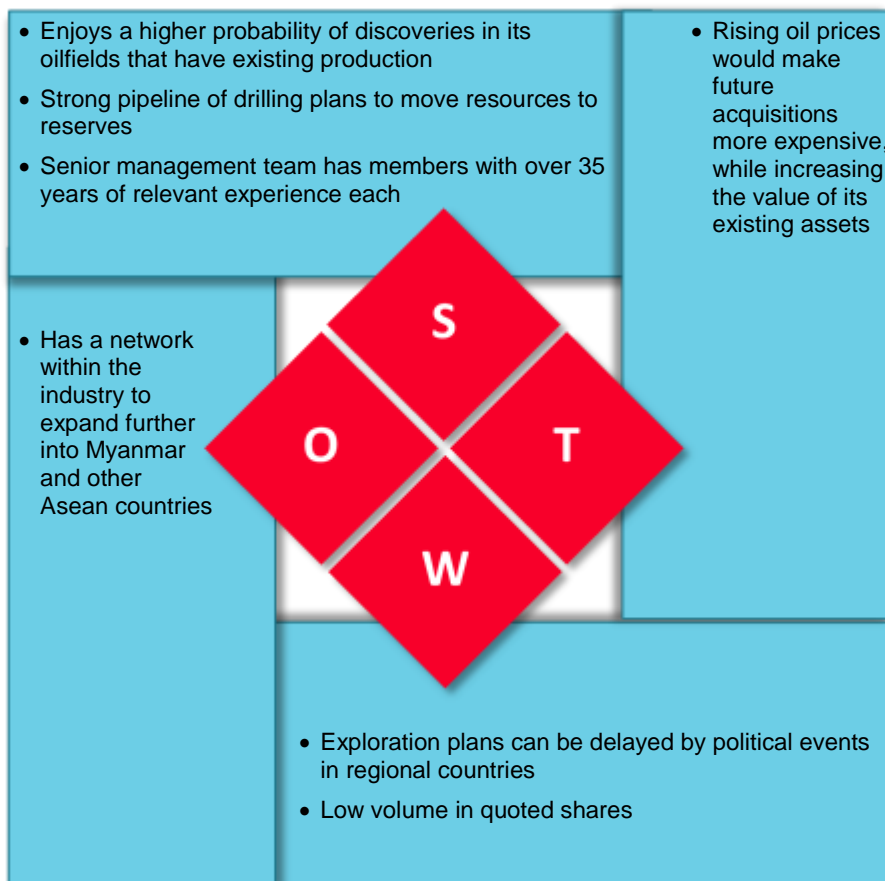 • Enjoys a higher probability of discoveries in its
oilfields that have existing production
• Strong pipeline of drilling plans to move resources to
reserves
• Senior management team has members with over 35
years of relevant experience each
• Rising oil prices
would make
future
acquisitions
more expensive,
while increasing
the value of its
existing assets
S
• Has a network
within the
industry to
expand further
into Myanmar
and other
Asean countries
O
T
W
• Exploration plans can be delayed by political events
in regional countries
• Low volume in quoted shares